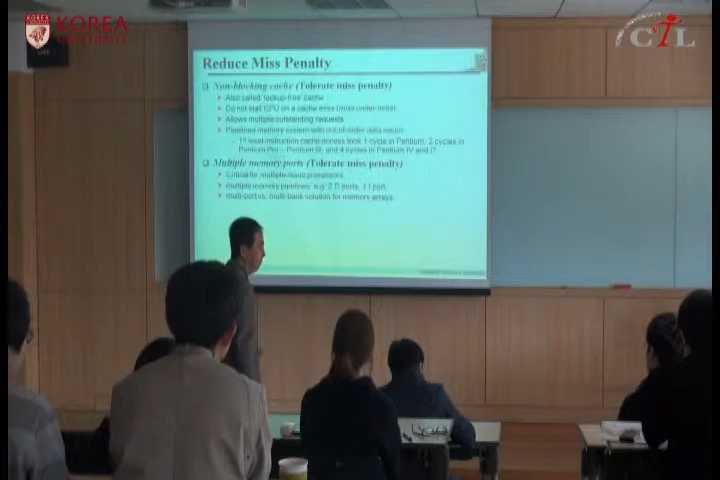 KOREA
UNIVERSITY
CTL
Reduce Miss Penalty
Non-blocking cache (Tolerate miss penalty)
Also called 'lockup-free' cache
Do not stall CPU on a cache miss (miss under miss)
Allows multiple outstanding requests
Pipelined memory system with out-of-order data return
1st level instruction cache access took 1 cycle in Pentium, 2 cycles in
Pentium Pro ~ Pentium III, and 4 cycles in Pentium IV and i7
Multiple memory ports (Tolerate miss penalty)
Critical for multiple-issue processors
multiple memory pipelines: e.g. 2 D ports, 1 I port
multi-port vs. multi-bank solution for memory arrays